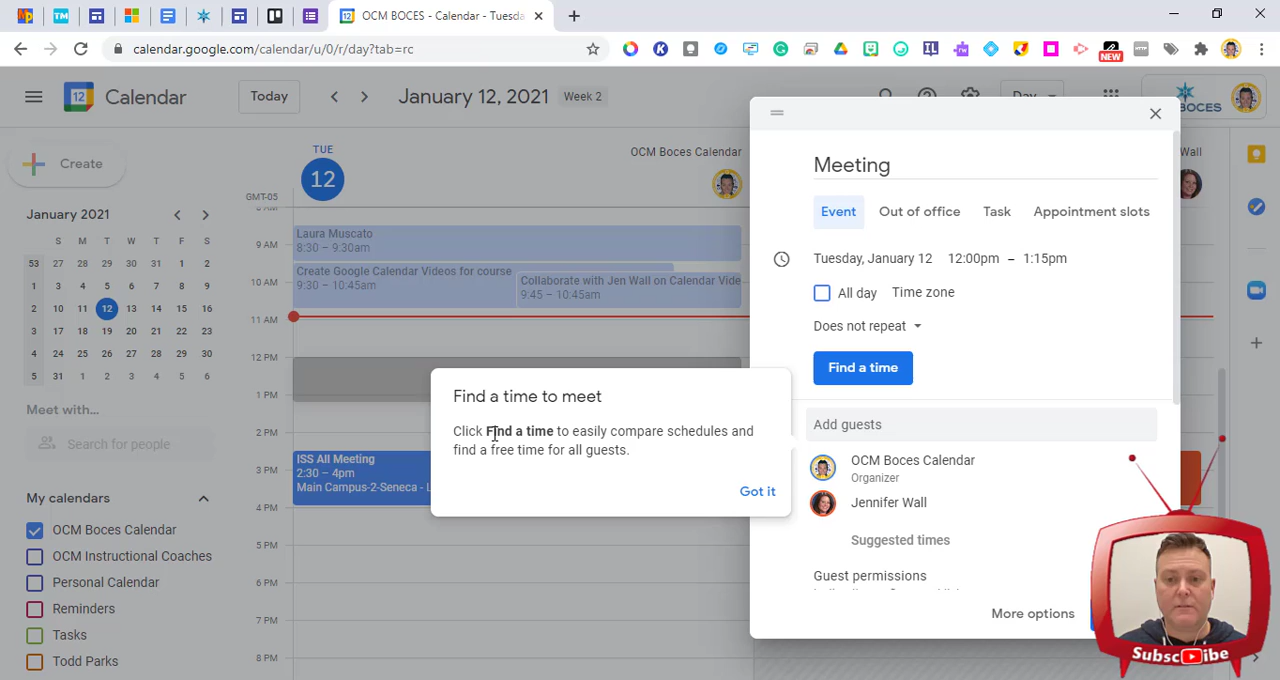 OCM BOCES - Calendar - Tuesda
calendar.google.com/calendar/u/0/r/day?tab=rc
NEW
Calendar
Today
January 12, 2021
Week 2
Day
BOCES
Create
TUE
12
OCM Boces Calendar
Wall
GMT-05
January 2021
S M T W T F S
53 27 28 29 30 31 1 2
1 3 4 5 6 7 8 9
2 10 11 12 13 14 15 16
3 17 18 19 20 21 22 23
4 24 25 26 27 28 29 30
5 31 1 2 3 4 5 6
Meet with...
Search for people
My calendars
OCM Boces Calendar
OCM Instructional Coaches
Personal Calendar
Reminders
Tasks
Todd Parks
9 AM
10 AM
11 AM
12 PM
1 PM
2 PM
3 PM
4 PM
5 PM
6 PM
7 PM
8 PM
Laura Muscato
8:30 – 9:30am
Create Google Calendar Videos for course
9:30 – 10:45am
Collaborate with Jen Wall on Calendar Vide
9:45 – 10:45am
ISS All Meeting
2:30 – 4pm
Main Campus-2-Seneca - L
Find a time to meet
Click Find a time to easily compare schedules and
find a free time for all guests.
Got it
Meeting
Event Out of office Task Appointment slots
Tuesday, January 12 12:00pm – 1:15pm
All day Time zone
Does not repeat
Find a time
Add guests
OCM Boces Calendar
Organizer
Jennifer Wall
Suggested times
Guest permissions
More options
Subscribe